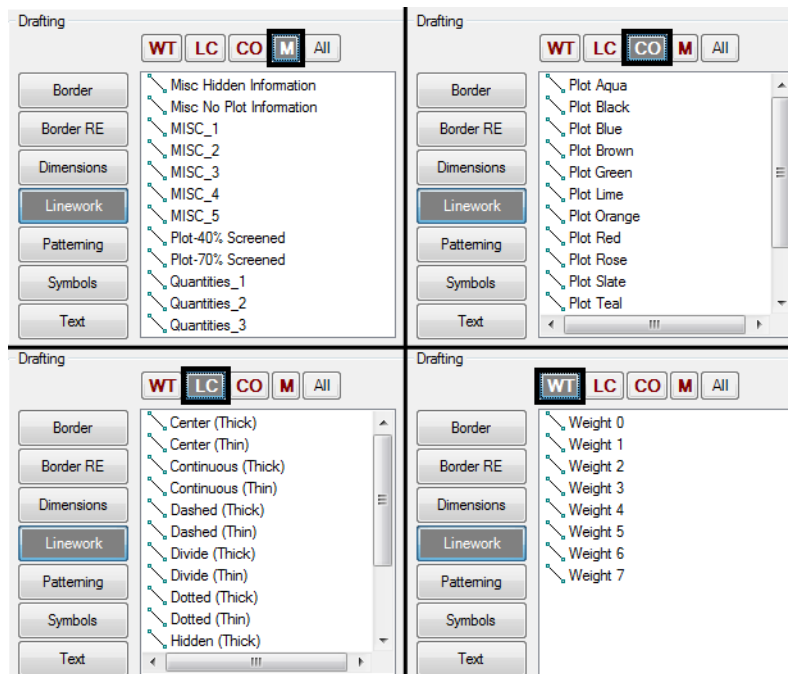 Drafting
WT LC CO M All
Border
Border RE
Dimensions
Linework
Patterning
Symbols
Text
Misc Hidden Information
Misc No Plot Information
MISC_1
MISC_2
MISC_3
MISC_4
MISC_5
Plot-40% Screened
Plot-70% Screened
Quantities_1
Quantities_2
Quantities_3
Drafting
WT LC CO M All
Border
Border RE
Dimensions
Linework
Patterning
Symbols
Text
Plot Aqua
Plot Black
Plot Blue
Plot Brown
Plot Green
Plot Lime
Plot Orange
Plot Red
Plot Rose
Plot Slate
Plot Teal
Drafting
WT LC CO M All
Border
Border RE
Dimensions
Linework
Patterning
Symbols
Text
Center (Thick)
Center (Thin)
Continuous (Thick)
Continuous (Thin)
Dashed (Thick)
Dashed (Thin)
Divide (Thick)
Divide (Thin)
Dotted (Thick)
Dotted (Thin)
Hidden (Thick)
Drafting
WT LC CO M All
Border
Border RE
Dimensions
Linework
Patterning
Symbols
Text
Weight 0
Weight 1
Weight 2
Weight 3
Weight 4
Weight 5
Weight 6
Weight 7